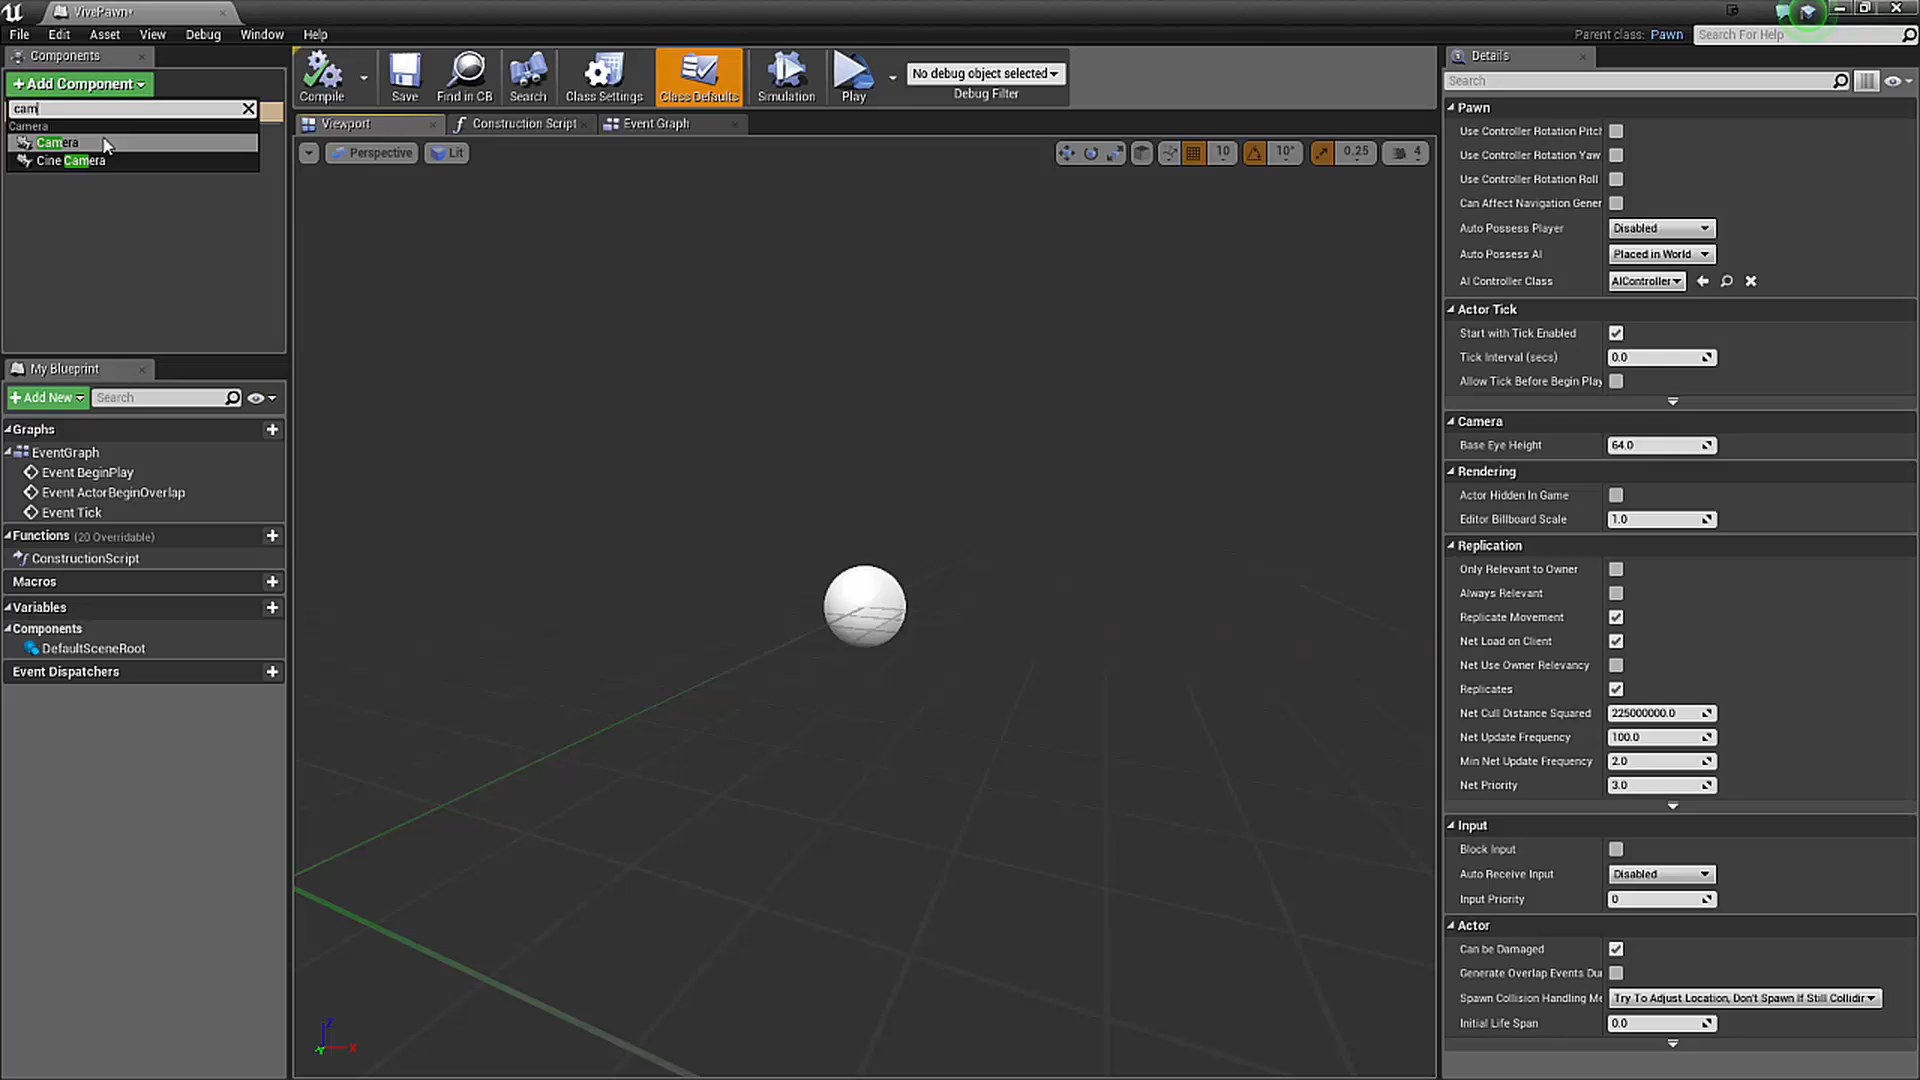 VivePawn*
File Edit Asset View Debug Window Help
Parent class: Pawn
Search For Help
Components
+Add Component
cam
Camera
Camera
Cine Camera
Compile
Save
Find in CB
Search
Class Settings
Class Defaults
Simulation
Play
No debug object selected
Debug Filter
Viewport
Construction Script
Event Graph
Perspective
Lit
10
10°
0.25
4
My Blueprint
+Add New
Search
Graphs
EventGraph
Event BeginPlay
Event ActorBeginOverlap
Event Tick
Functions (20 Overridable)
ConstructionScript
Macros
Variables
Components
DefaultSceneRoot
Event Dispatchers
Z
Y
X
Details
Search
Pawn
Use Controller Rotation Pitch
Use Controller Rotation Yaw
Use Controller Rotation Roll
Can Affect Navigation Gener
Auto Possess Player Disabled
Auto Possess AI Placed in World
AI Controller Class AIController
Actor Tick
Start with Tick Enabled
Tick Interval (secs) 0.0
Allow Tick Before Begin Play
Camera
Base Eye Height 64.0
Rendering
Actor Hidden In Game
Editor Billboard Scale 1.0
Replication
Only Relevant to Owner
Always Relevant
Replicate Movement
Net Load on Client
Net Use Owner Relevancy
Replicates
Net Cull Distance Squared 225000000.0
Net Update Frequency 100.0
Min Net Update Frequency 2.0
Net Priority 3.0
Input
Block Input
Auto Receive Input Disabled
Input Priority 0
Actor
Can be Damaged
Generate Overlap Events Du
Spawn Collision Handling Me Try To Adjust Location, Don't Spawn If Still Collidir
Initial Life Span 0.0